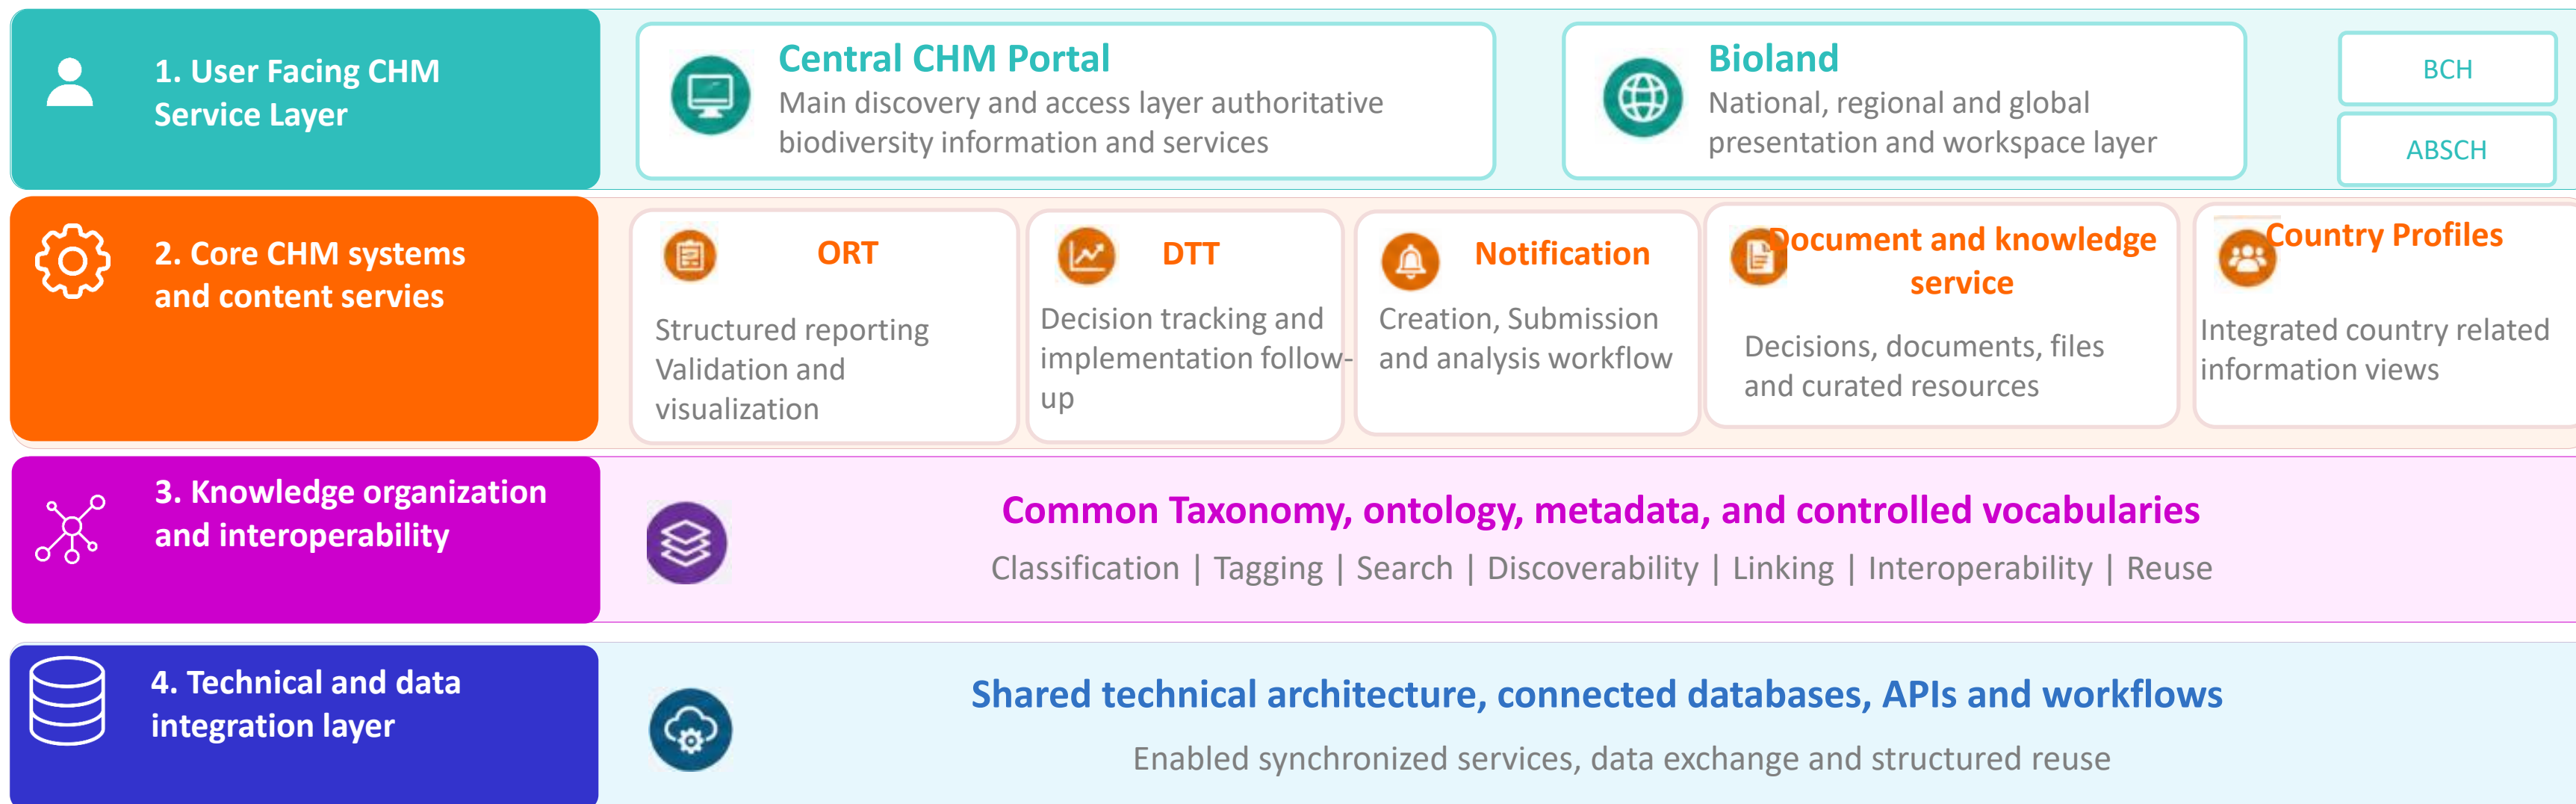 1. User Facing CHM
Service Layer
Central CHM Portal
Main discovery and access layer authoritative
biodiversity information and services
Bioland
National, regional and global
presentation and workspace layer
BCH
ABSCH
2. Core CHM systems
and content servies
ORT
Structured reporting
Validation and
visualization
DTT
Decision tracking and
implementation follow-
up
Notification
Creation, Submission
and analysis workflow
Document and knowledge
service
Decisions, documents, files
and curated resources
Country Profiles
Integrated country related
information views
3. Knowledge organization
and interoperability
Common Taxonomy, ontology, metadata, and controlled vocabularies
Classification | Tagging | Search | Discoverability | Linking | Interoperability | Reuse
4. Technical and data
integration layer
Shared technical architecture, connected databases, APIs and workflows
Enabled synchronized services, data exchange and structured reuse